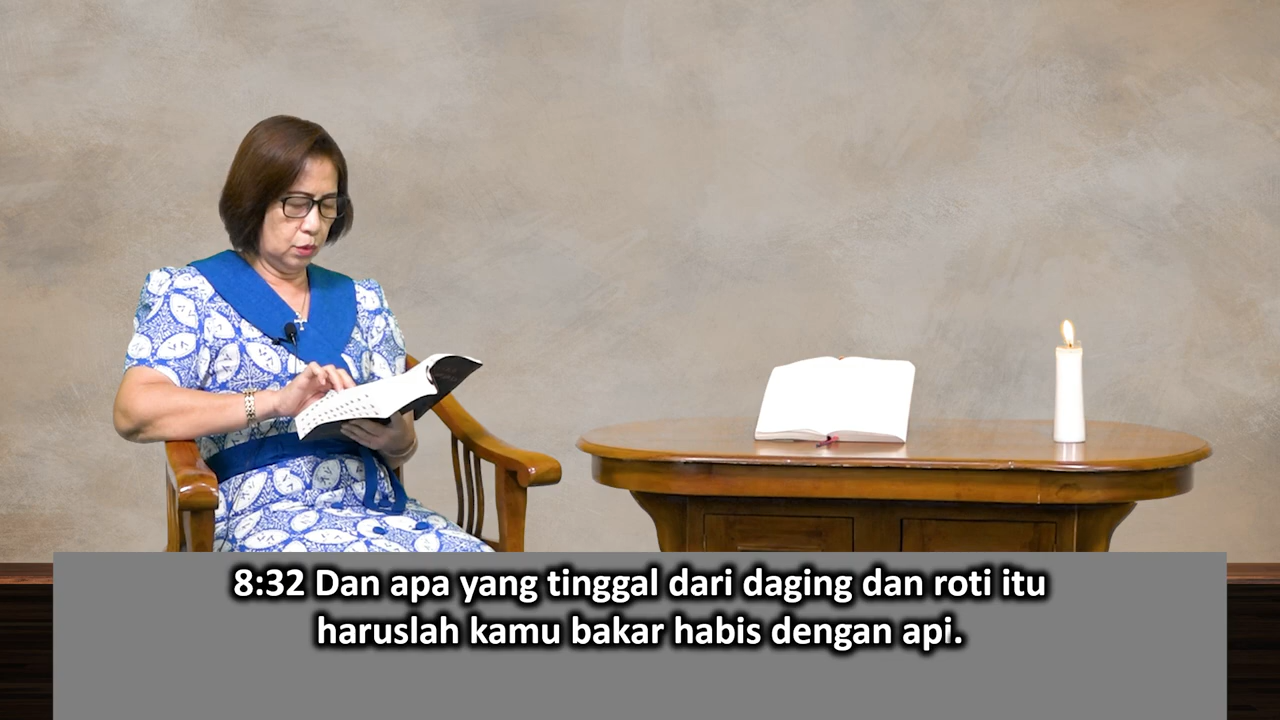 8:32 Dan apa yang tinggal dari daging dan roti itu
haruslah kamu bakar habis dengan api.